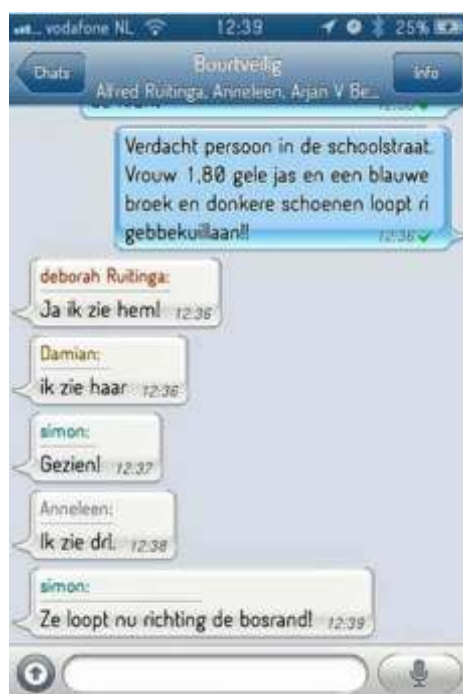 vodafone NL 12:39 25%
Chats
Buurtveilig
Info
Alfred Ruitinga, Anneleen, Arjan V Be...
Verdacht persoon in de schoolstraat.
Vrouw 1,80 gele jas en een blauwe
broek en donkere schoenen loopt ri
gebbekuillaan!!
12:36
deborah Ruitinga:
Ja ik zie hem! 12:36
Damian:
ik zie haar 12:36
simon:
Gezien! 12:37
Anneleen:
Ik zie drl. 12:38
simon:
Ze loopt nu richting de bosrand! 12:39